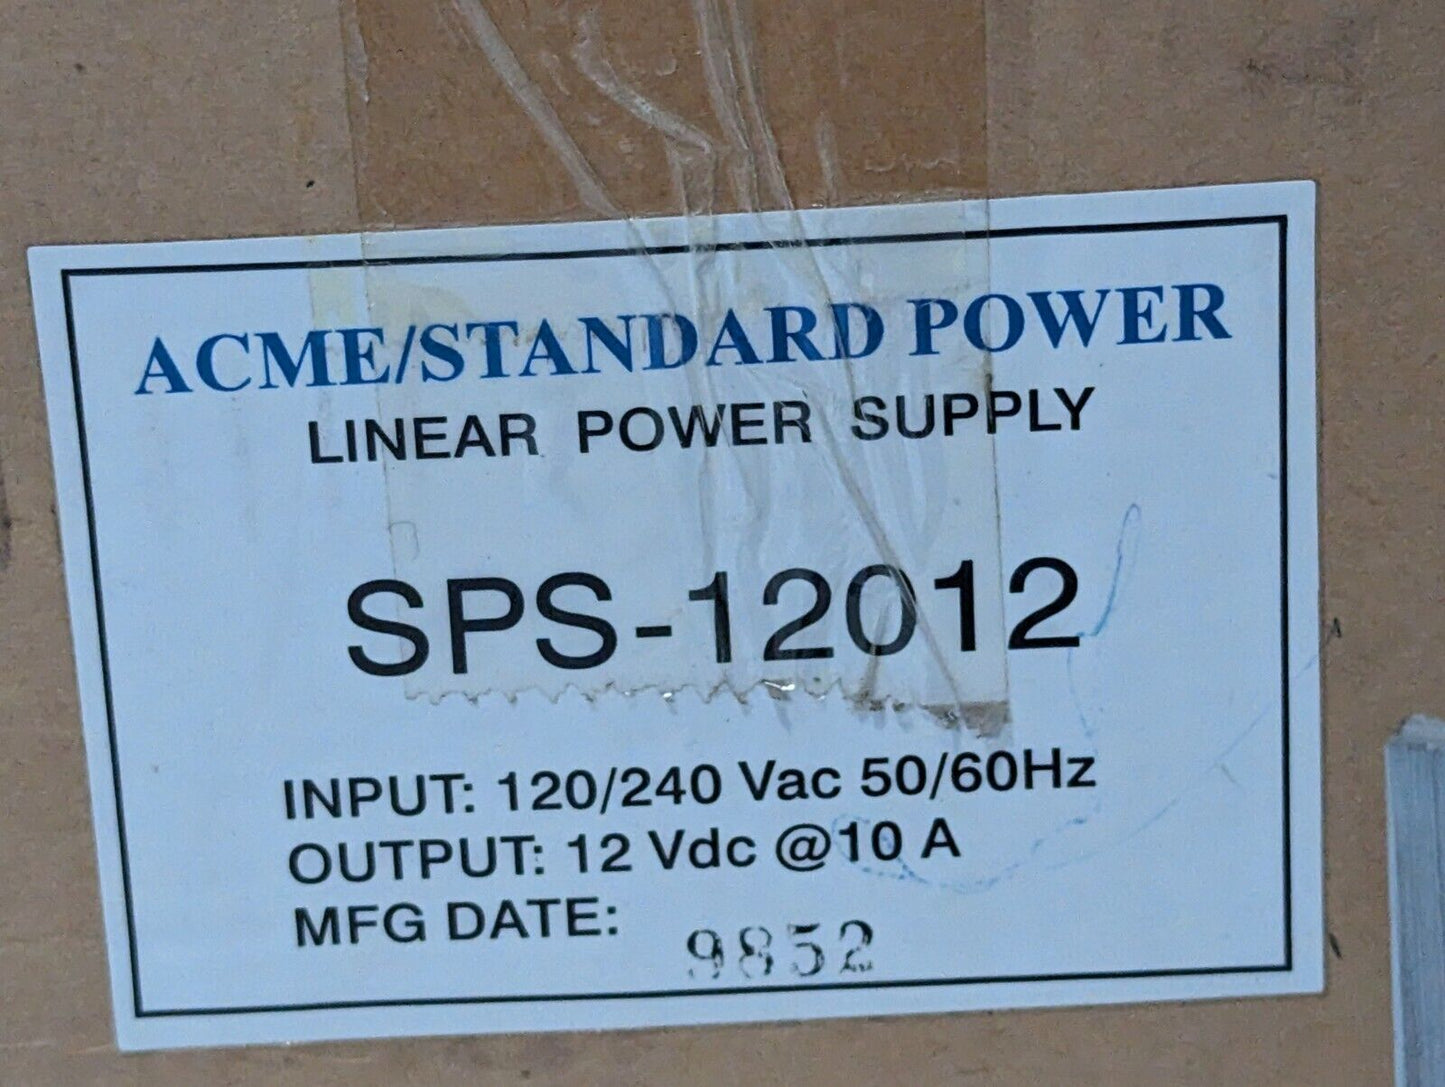 ACME/STANDARD POWER
LINEAR POWER SUPPLY
SPS-12012
INPUT: 120/240 Vac 50/60Hz
OUTPUT: 12 Vdc @10 A
MFG DATE: 9852